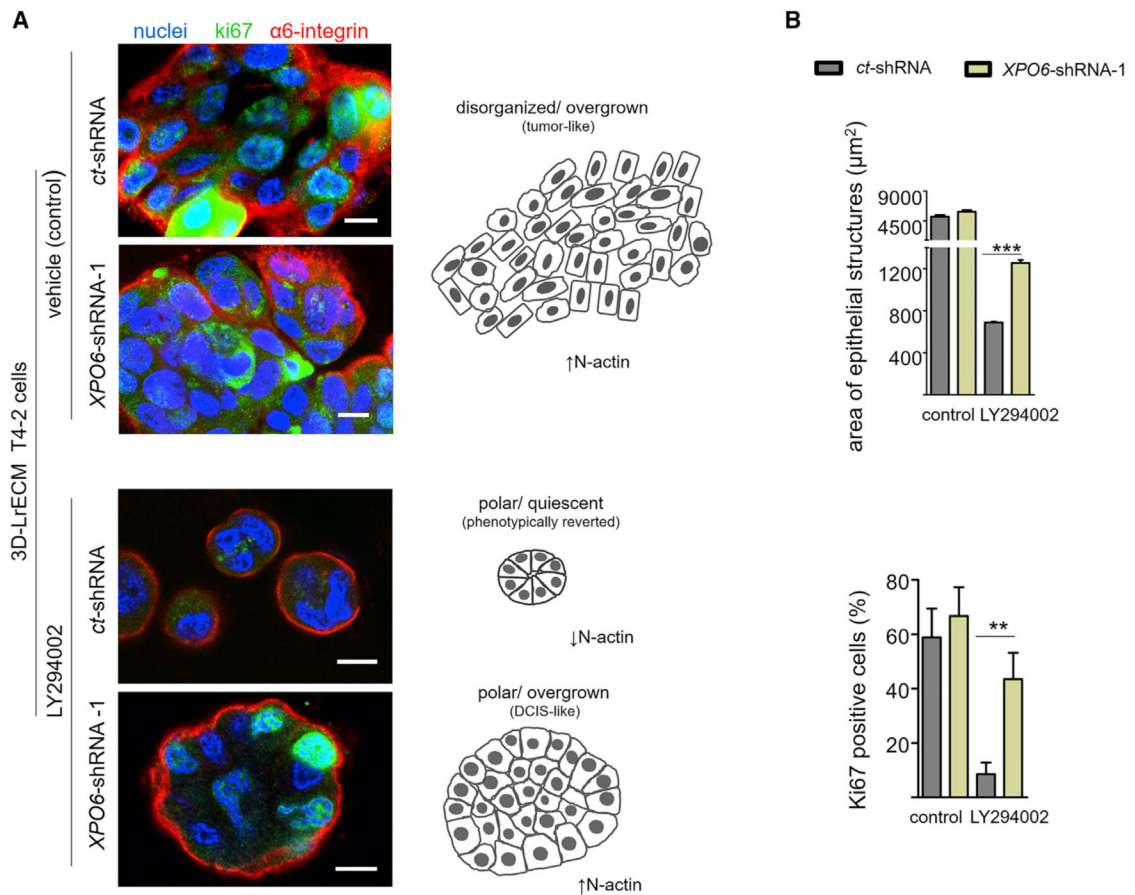 A
nuclei ki67 α6-integrin
3D-LrECM T4-2 cells
vehicle (control)
ct-shRNA
XPO6-shRNA-1
disorganized/ overgrown
(tumor-like)
↑N-actin
LY294002
ct-shRNA
XPO6-shRNA -1
polar/ quiescent
(phenotypically reverted)
↓N-actin
polar/ overgrown
(DCIS-like)
↑N-actin
B
ct-shRNA XPO6-shRNA-1
area of epithelial structures (µm²)
9000
4500
1200
800
400
***
control LY294002
Ki67 positive cells (%)
80
60
40
20
**
control LY294002